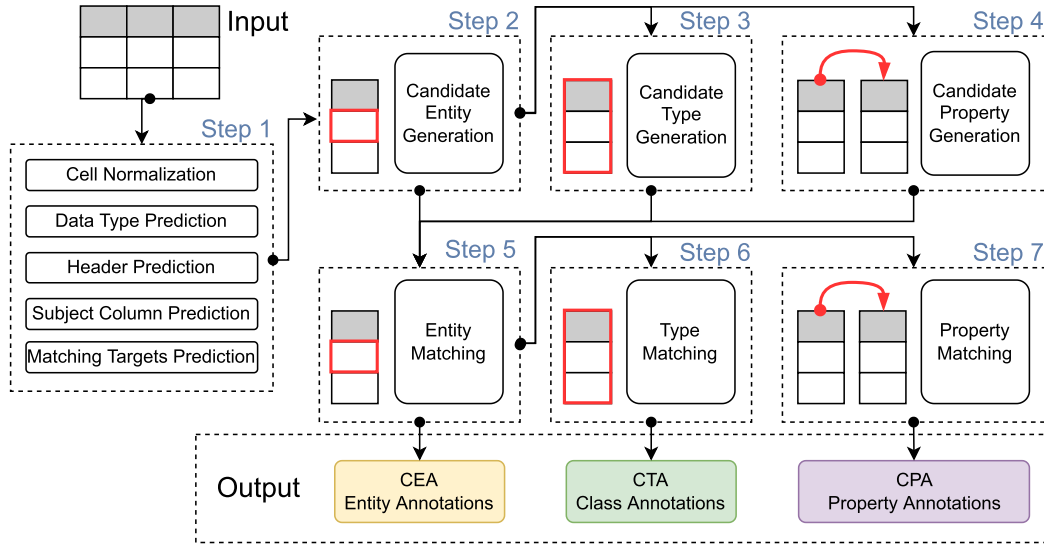 Input
Step 1
Cell Normalization
Data Type Prediction
Header Prediction
Subject Column Prediction
Matching Targets Prediction
Step 2
Candidate
Entity
Generation
Step 3
Candidate
Type
Generation
Step 4
Candidate
Property
Generation
Step 5
Entity
Matching
Step 6
Type
Matching
Step 7
Property
Matching
Output
CEA
Entity Annotations
CTA
Class Annotations
CPA
Property Annotations